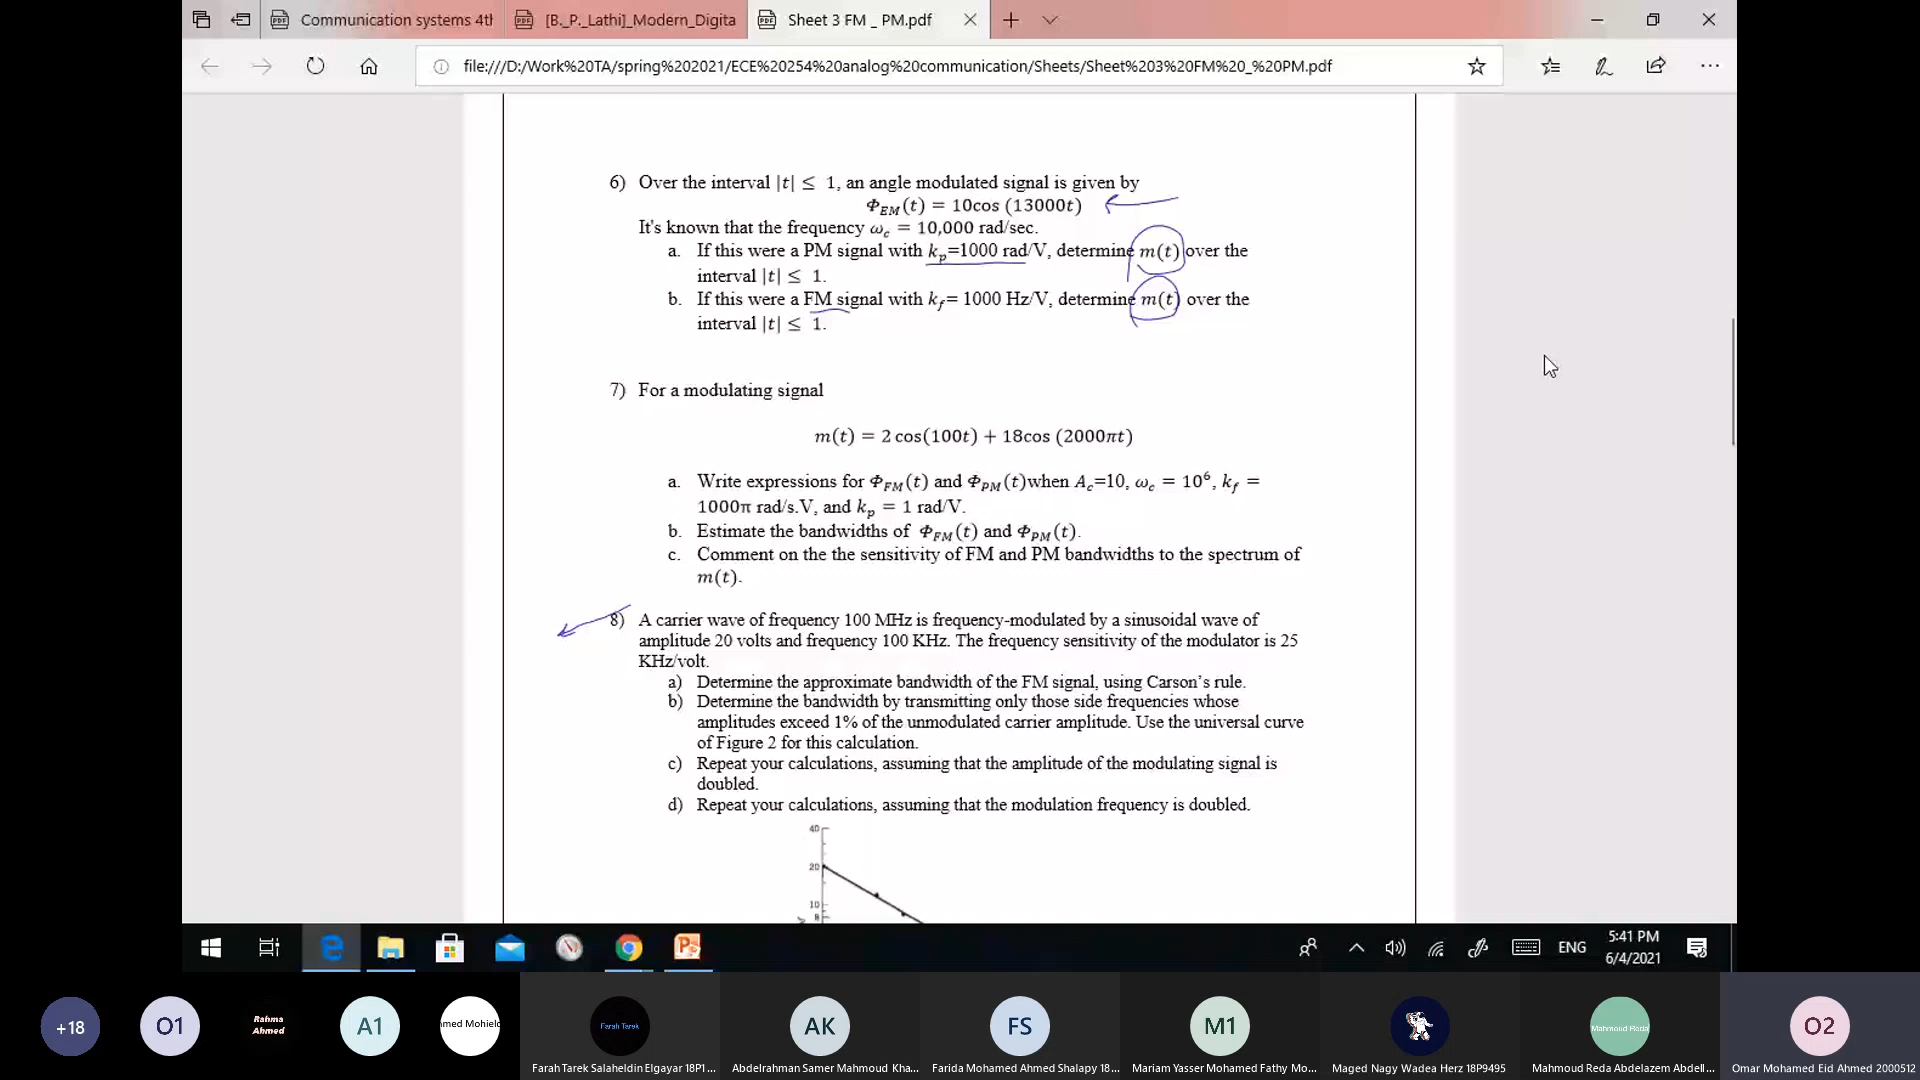 Communication systems 4th
[B._P._Lathi]_Modern_Digita
Sheet 3 FM _ PM.pdf
file:///D:/Work%20TA/spring%202021/ECE%20254%20analog%20communication/Sheets/Sheet%203%20FM%20_%20PM.pdf
6) Over the interval |t| ≤ 1, an angle modulated signal is given by
Φ_EM(t) = 10cos (13000t)
It's known that the frequency ω_c = 10,000 rad/sec.
a. If this were a PM signal with k_p=1000 rad/V, determine m(t) over the
interval |t| ≤ 1.
b. If this were a FM signal with k_f= 1000 Hz/V, determine m(t) over the
interval |t| ≤ 1.
7) For a modulating signal
m(t) = 2 cos(100t) + 18cos (2000πt)
a. Write expressions for Φ_FM(t) and Φ_PM(t)when A_c=10, ω_c = 10⁶, k_f =
1000π rad/s.V, and k_p = 1 rad/V.
b. Estimate the bandwidths of Φ_FM(t) and Φ_PM(t).
c. Comment on the the sensitivity of FM and PM bandwidths to the spectrum of
m(t).
8) A carrier wave of frequency 100 MHz is frequency-modulated by a sinusoidal wave of
amplitude 20 volts and frequency 100 KHz. The frequency sensitivity of the modulator is 25
KHz/volt.
a) Determine the approximate bandwidth of the FM signal, using Carson's rule.
b) Determine the bandwidth by transmitting only those side frequencies whose
amplitudes exceed 1% of the unmodulated carrier amplitude. Use the universal curve
of Figure 2 for this calculation.
c) Repeat your calculations, assuming that the amplitude of the modulating signal is
doubled.
d) Repeat your calculations, assuming that the modulation frequency is doubled.
40
20
10
8
ENG
5:41 PM
6/4/2021
+18
O1
Rahma
Ahmed
A1
Farah Tarek
AK
FS
M1
Mahmoud Reda
O2
Farah Tarek Salaheldin Elgayar 18P1...
Abdelrahman Samer Mahmoud Kha...
Farida Mohamed Ahmed Shalapy 18...
Mariam Yasser Mohamed Fathy Mo...
Maged Nagy Wadea Herz 18P9495
Mahmoud Reda Abdelazem Abdell...
Omar Mohamed Eid Ahmed 2000512